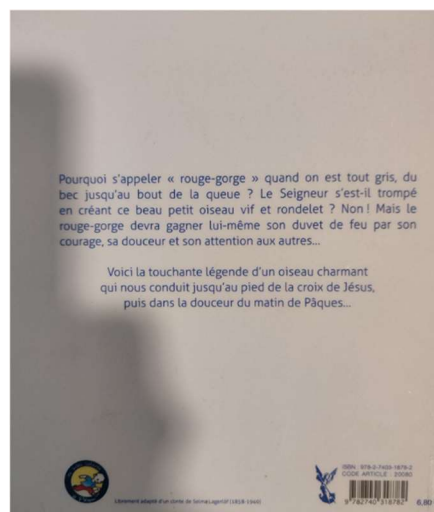 Pourquoi s'appeler « rouge-gorge » quand on est tout gris, du
bec jusqu'au bout de la queue ? Le Seigneur s'est-il trompé
en créant ce beau petit oiseau vif et rondelet ? Non ! Mais le
rouge-gorge devra gagner lui-même son duvet de feu par son
courage, sa douceur et son attention aux autres...
Voici la touchante légende d'un oiseau charmant
qui nous conduit jusqu'au pied de la croix de Jésus,
puis dans la douceur du matin de Pâques...
Librement adapté d'un conte de Selma Lagerlöf (1858-1940)
CODE ARTICLE :
9 782740 318782
6,80